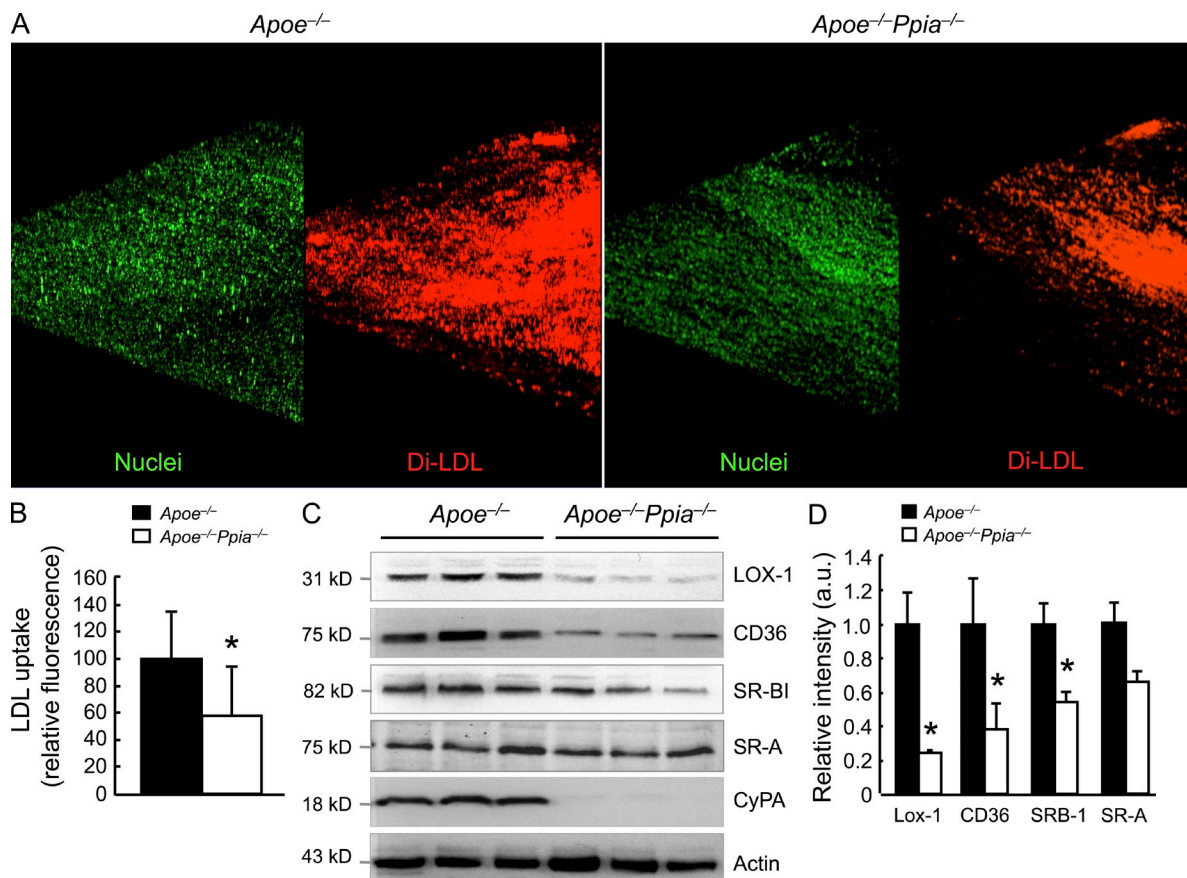 A
Apoe–/–
Apoe–/–Ppia–/–
Nuclei
Di-LDL
Nuclei
Di-LDL
B
Apoe–/–
Apoe–/–Ppia–/–
LDL uptake
(relative fluorescence)
160
140
120
100
80
60
40
20
0
*
C
Apoe–/–
Apoe–/–Ppia–/–
31 kD
LOX-1
75 kD
CD36
82 kD
SR-BI
75 kD
SR-A
18 kD
CyPA
43 kD
Actin
D
Apoe–/–
Apoe–/–Ppia–/–
Relative intensity (a.u.)
1.4
1.2
1.0
0.8
0.6
0.4
0.2
0
*
*
*
Lox-1 CD36 SRB-1 SR-A